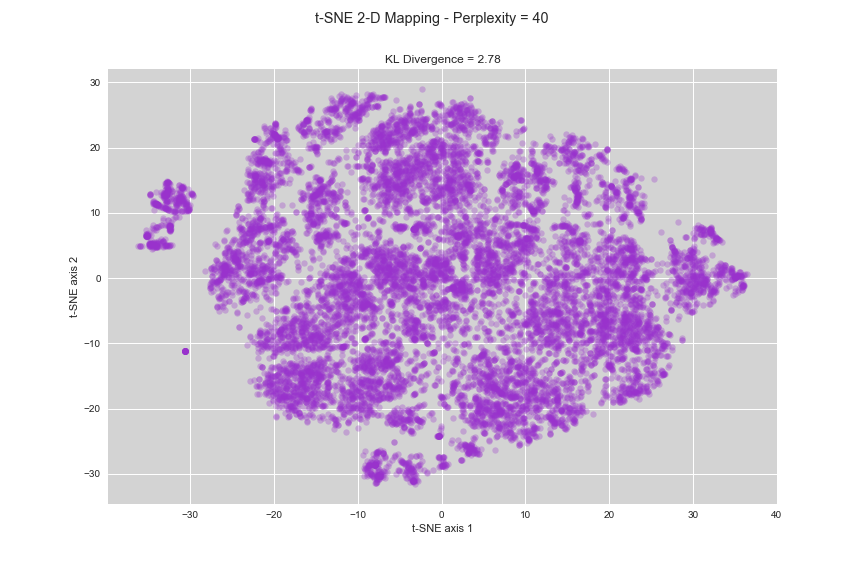 t-SNE 2-D Mapping - Perplexity = 40
KL Divergence = 2.78
30
20
10
0
−10
−20
−30
t-SNE axis 2
−30 −20 −10 0 10 20 30 40
t-SNE axis 1